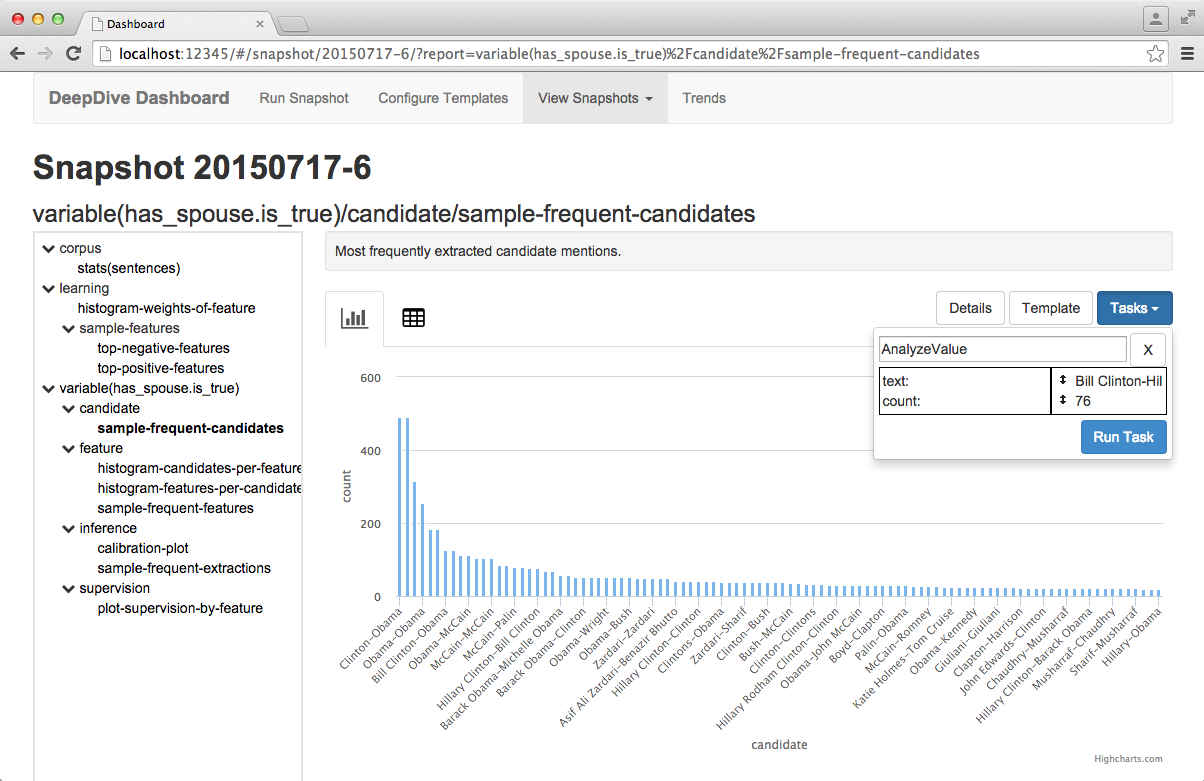 Dashboard
localhost:12345/#/snapshot/20150717-6/?report=variable(has_spouse.is_true)%2Fcandidate%2Fsample-frequent-candidates
DeepDive Dashboard Run Snapshot Configure Templates View Snapshots Trends
Snapshot 20150717-6
variable(has_spouse.is_true)/candidate/sample-frequent-candidates
corpus
stats(sentences)
learning
histogram-weights-of-feature
sample-features
top-negative-features
top-positive-features
variable(has_spouse.is_true)
candidate
sample-frequent-candidates
feature
histogram-candidates-per-feature
histogram-features-per-candidate
sample-frequent-features
inference
calibration-plot
sample-frequent-extractions
supervision
plot-supervision-by-feature
Most frequently extracted candidate mentions.
Details Template Tasks
AnalyzeValue X
text: Bill Clinton-Hil
count: 76
Run Task
600
400
200
0
count
Clinton-Obama
Obama-Obama
Bill Clinton-Obama
Obama-McCain
McCain-McCain
McCain-Palin
Hillary Clinton-Bill Clinton
Barack Obama-Michelle Obama
Barack Obama-Clinton
Obama-Wright
Obama-Bush
Zardari-Zardari
Asif Ali Zardari-Benazir Bhutto
Hillary Clinton-Clinton
Clintons-Obama
Zardari-Sharif
Clinton-Bush
Bush-McCain
Clinton-Clintons
Hillary Rodham Clinton-Clinton
Obama-John McCain
Boyd-Clapton
Palin-Obama
McCain-Romney
Katie Holmes-Tom Cruise
Obama-Kennedy
Giuliani-Giuliani
Clapton-Harrison
John Edwards-Clinton
Chaudhry-Musharraf
Hillary Clinton-Barack Obama
Musharraf-Chaudhry
Sharif-Musharraf
Hillary-Obama
candidate
Highcharts.com